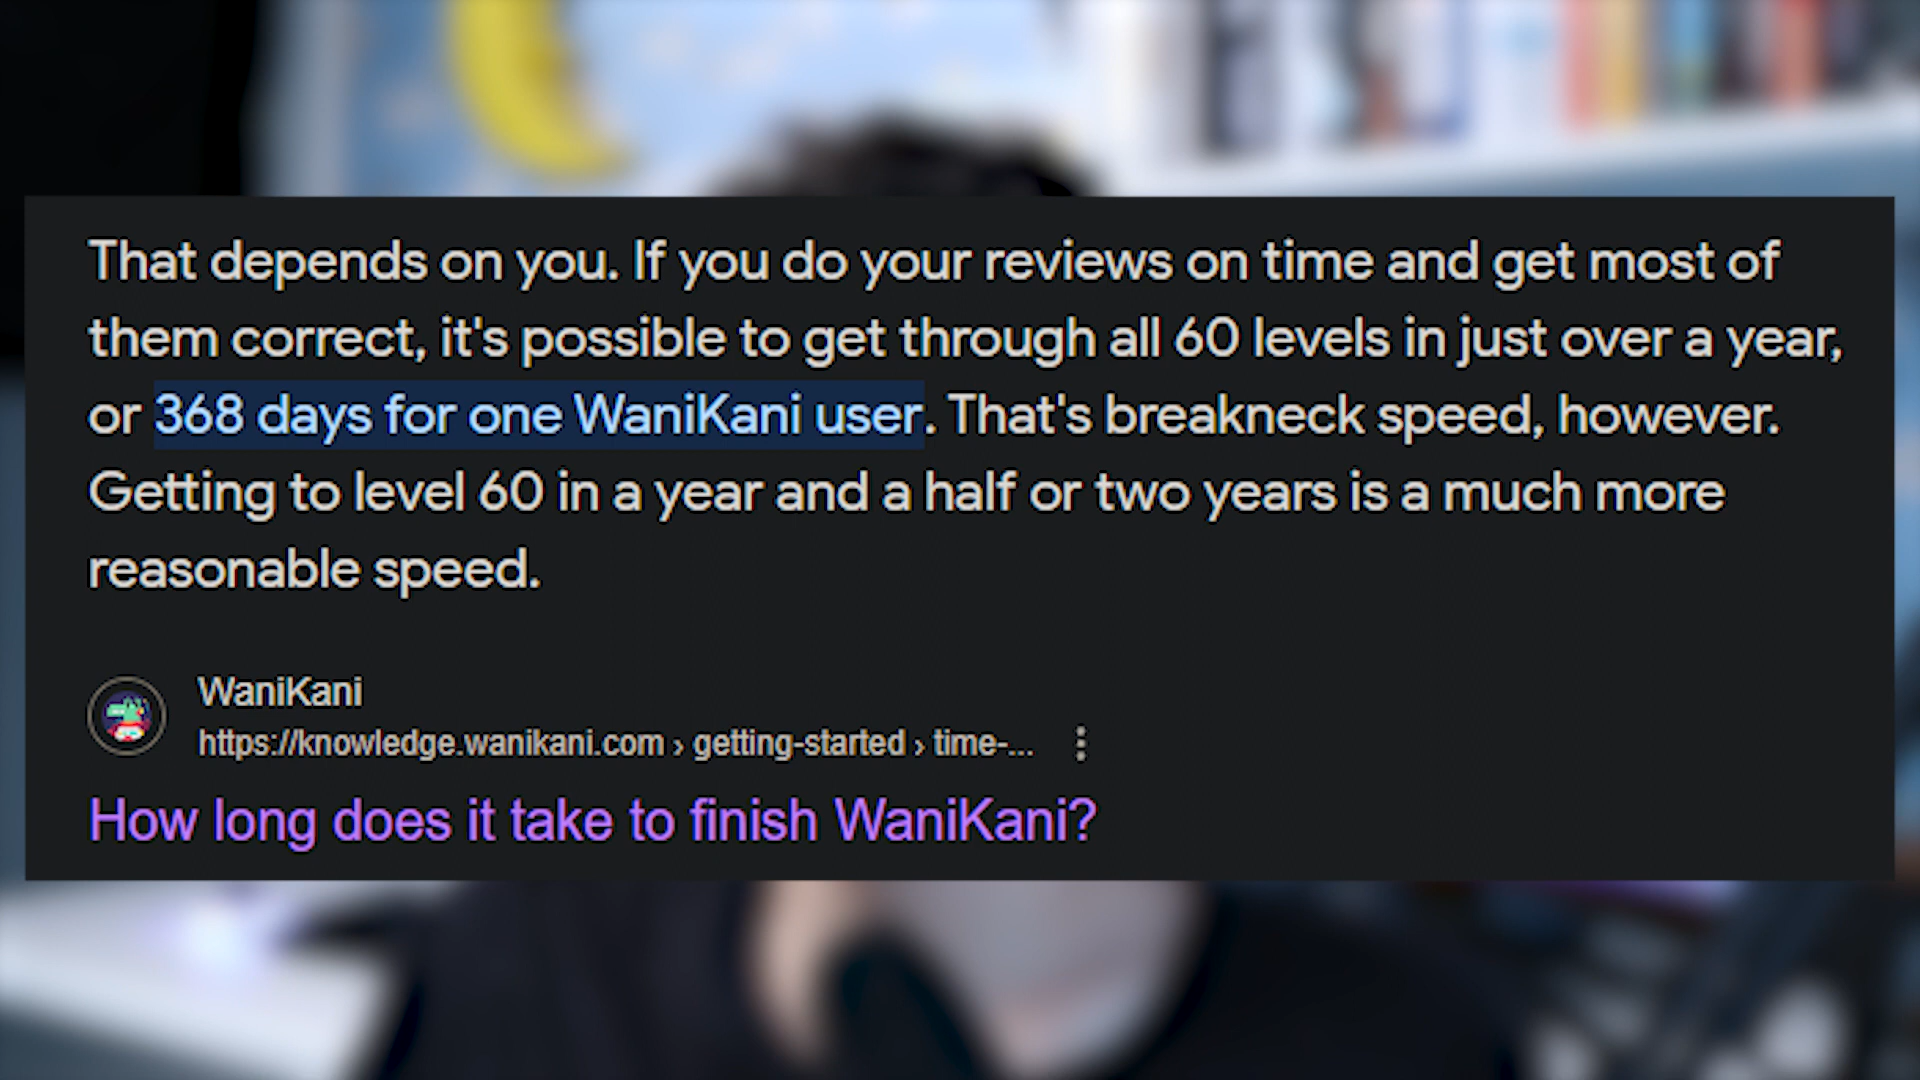 That depends on you. If you do your reviews on time and get most of
them correct, it's possible to get through all 60 levels in just over a year,
or 368 days for one WaniKani user. That's breakneck speed, however.
Getting to level 60 in a year and a half or two years is a much more
reasonable speed.
WaniKani
https://knowledge.wanikani.com › getting-started › time-...
How long does it take to finish WaniKani?